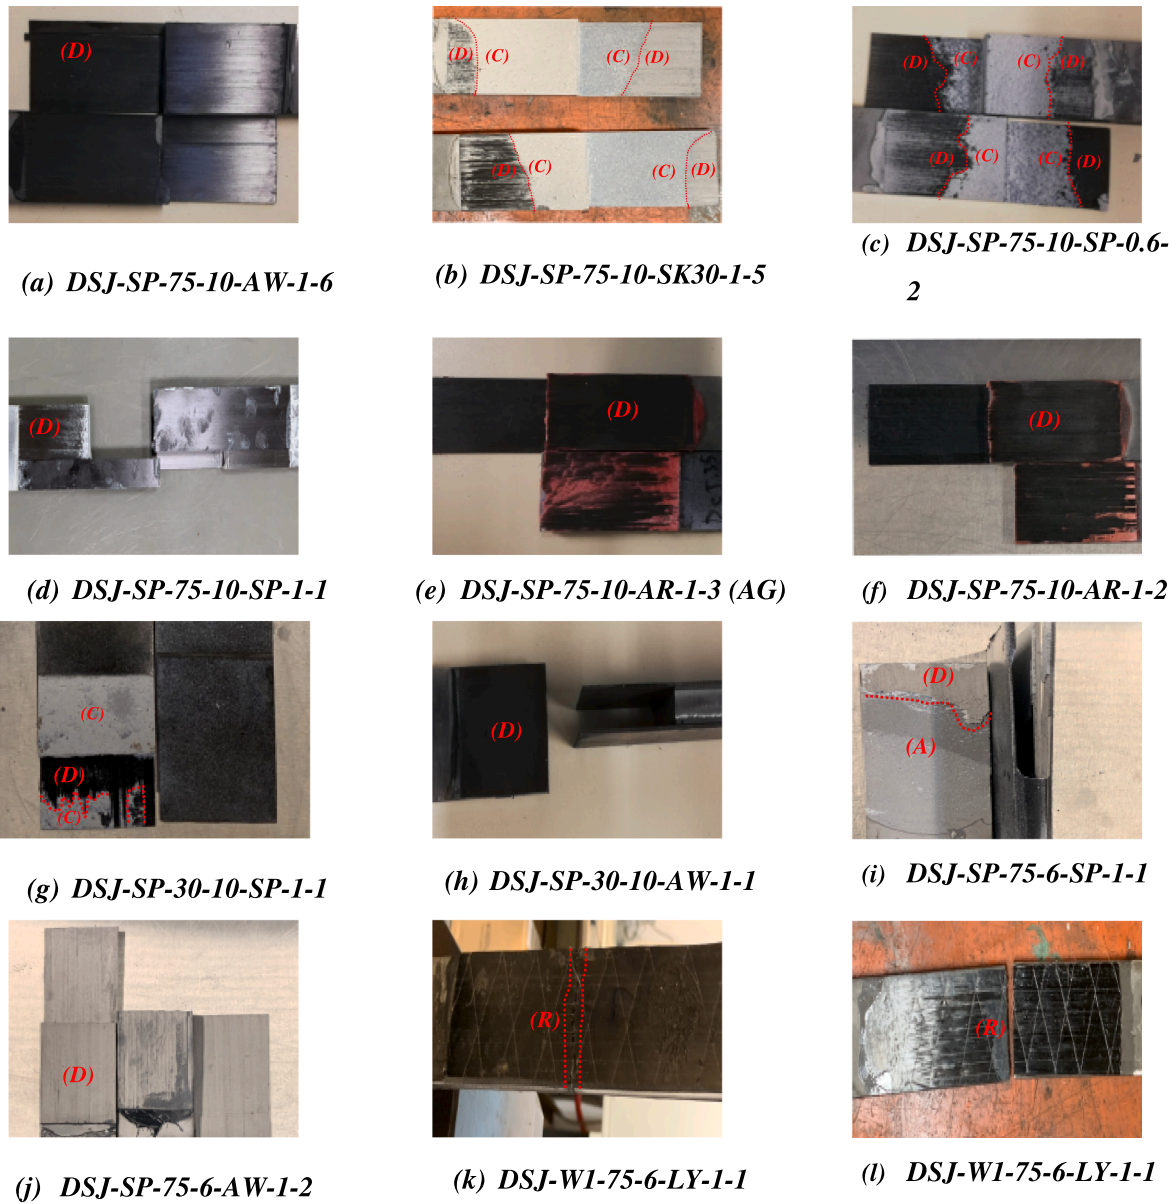 (D)
(D)
(C)
(C)
(D)
(D)
(C)
(C)
(D)
(D)
(C)
(C)
(D)
(D)
(C)
(C)
(D)
(a) DSJ-SP-75-10-AW-1-6
(b) DSJ-SP-75-10-SK30-1-5
(c) DSJ-SP-75-10-SP-0.6-
2
(D)
(D)
(D)
(d) DSJ-SP-75-10-SP-1-1
(e) DSJ-SP-75-10-AR-1-3 (AG)
(f) DSJ-SP-75-10-AR-1-2
(C)
(D)
(C)
(D)
(D)
(A)
(g) DSJ-SP-30-10-SP-1-1
(h) DSJ-SP-30-10-AW-1-1
(i) DSJ-SP-75-6-SP-1-1
(D)
(R)
(R)
(j) DSJ-SP-75-6-AW-1-2
(k) DSJ-W1-75-6-LY-1-1
(l) DSJ-W1-75-6-LY-1-1